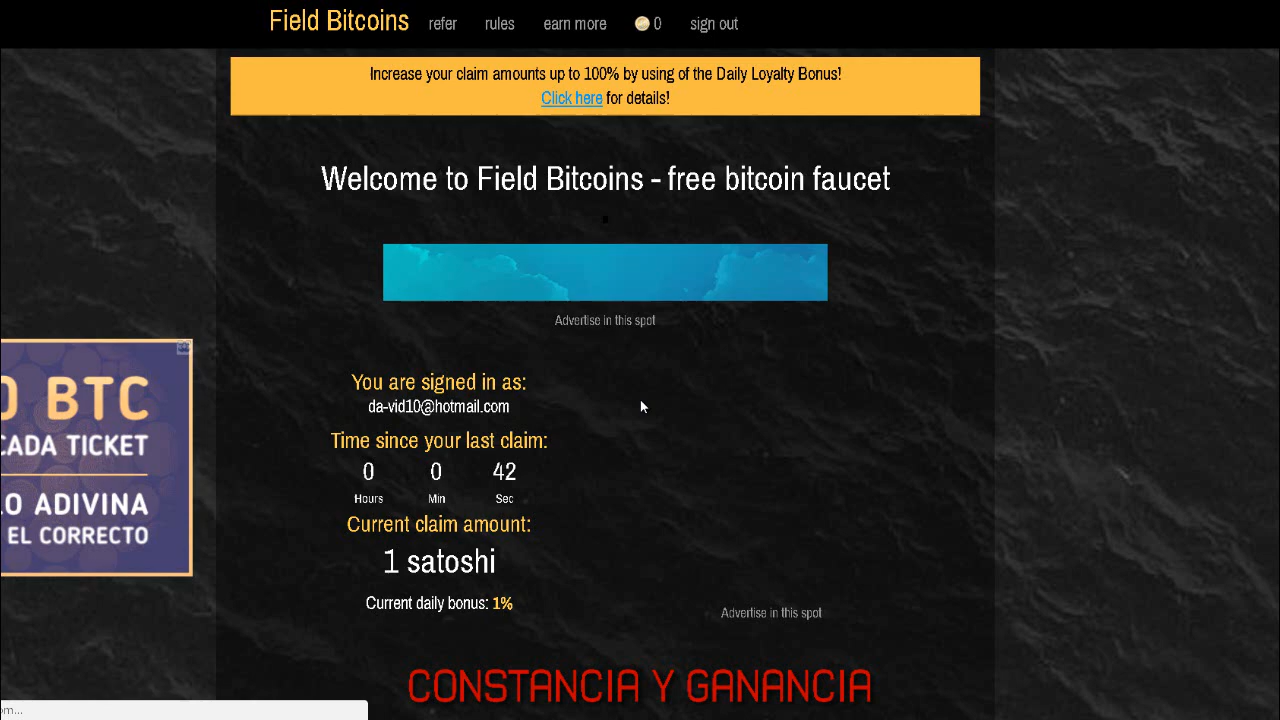 Field Bitcoins refer rules earn more 0 sign out
Increase your claim amounts up to 100% by using of the Daily Loyalty Bonus!
Click here for details!
Welcome to Field Bitcoins - free bitcoin faucet
Advertise in this spot
O BTC
CADA TICKET
LO ADIVINA
EL CORRECTO
You are signed in as:
da-vid10@hotmail.com
Time since your last claim:
0 0 42
Hours Min Sec
Current claim amount:
1 satoshi
Current daily bonus: 1%
Advertise in this spot
CONSTANCIA Y GANANCIA
om...